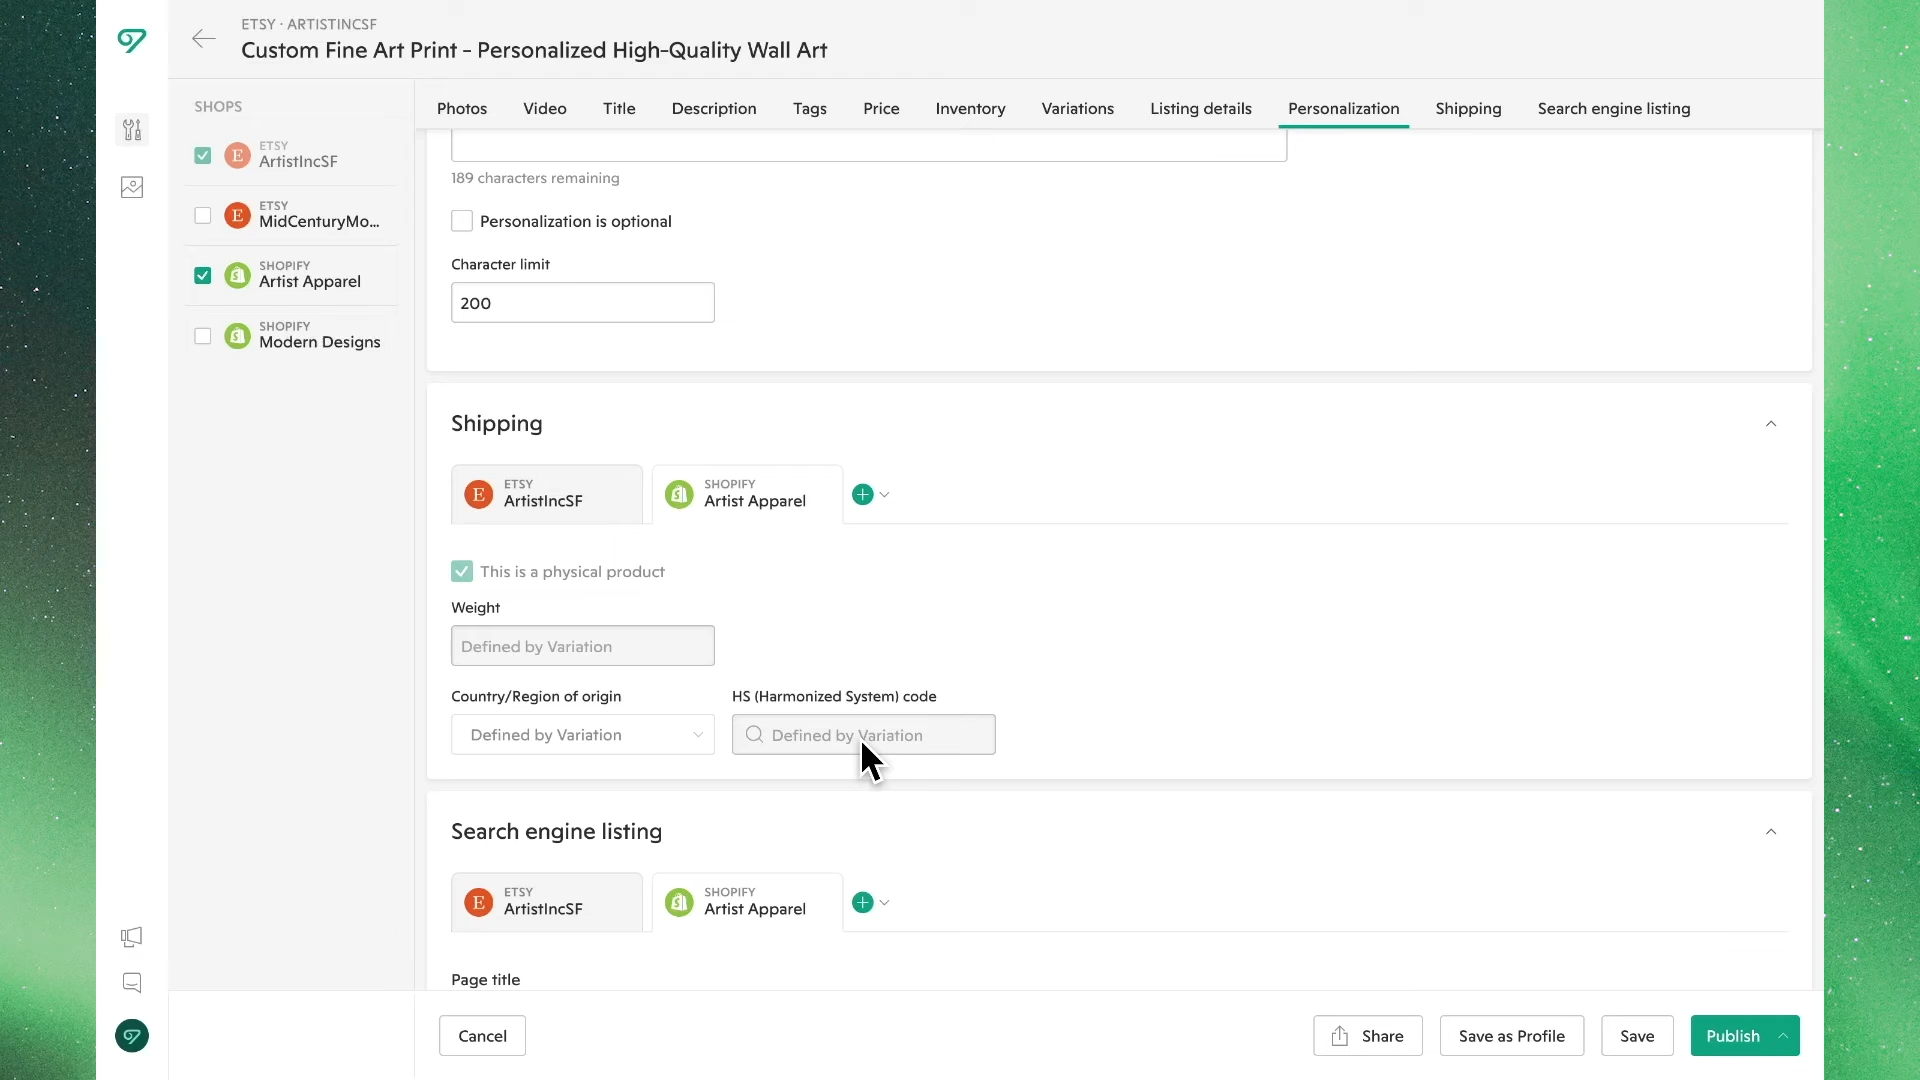 ETSY · ARTISTINCSF
Custom Fine Art Print - Personalized High-Quality Wall Art
SHOPS
ETSY
ArtistIncSF
ETSY
MidCenturyMo...
SHOPIFY
Artist Apparel
SHOPIFY
Modern Designs
Photos Video Title Description Tags Price Inventory Variations Listing details Personalization Shipping Search engine listing
189 characters remaining
Personalization is optional
Character limit
200
Shipping
ETSY
ArtistIncSF
SHOPIFY
Artist Apparel
This is a physical product
Weight
Defined by Variation
Country/Region of origin
Defined by Variation
HS (Harmonized System) code
Defined by Variation
Search engine listing
ETSY
ArtistIncSF
SHOPIFY
Artist Apparel
Page title
Cancel Share Save as Profile Save Publish